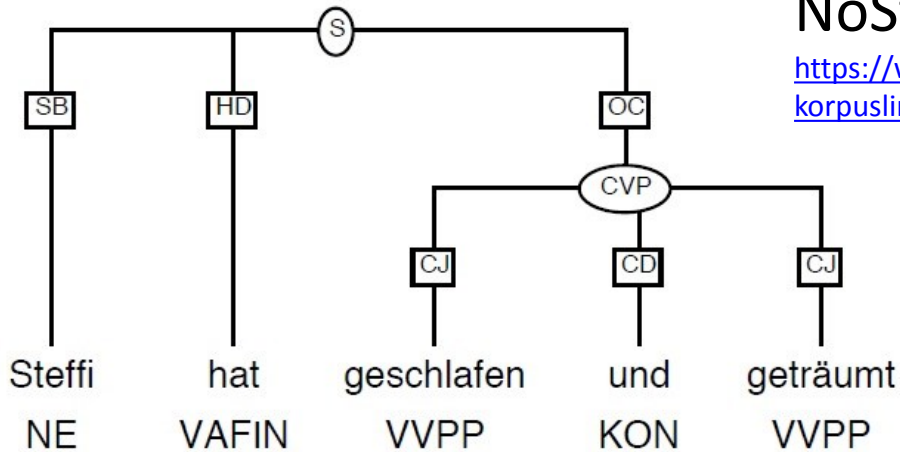 S
SB HD OC
CVP
CJ CD CJ
Steffi hat geschlafen und geträumt
NE VAFIN VVPP KON VVPP